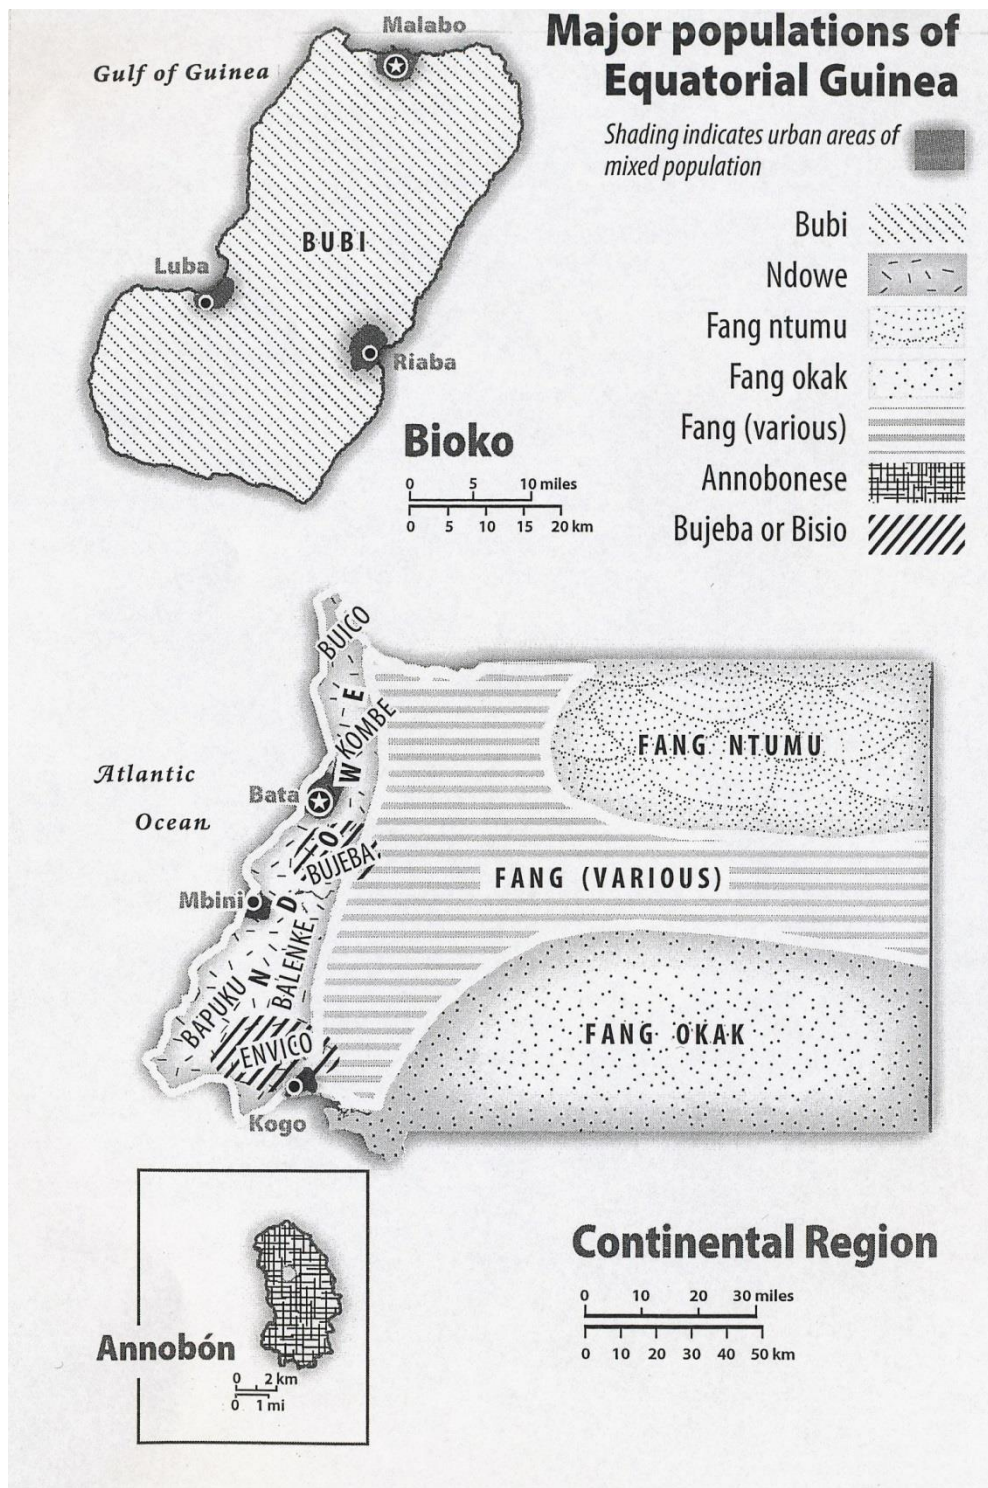 Major populations of
Equatorial Guinea
Shading indicates urban areas of
mixed population
Bubi
Ndowe
Fang ntumu
Fang okak
Fang (various)
Annobonese
Bujeba or Bisio
Malabo
Gulf of Guinea
BUBI
Luba
Riaba
Bioko
0 5 10 miles
0 5 10 15 20 km
BUICO
KOMBE
NDOWE
Atlantic
Ocean
Bata
BUJEBA
Mbini
BALENKE
BAPUKU
ENVICO
Kogo
FANG NTUMU
FANG (VARIOUS)
FANG OKAK
Continental Region
0 10 20 30 miles
0 10 20 30 40 50 km
Annobón
0 2 km
0 1 mi